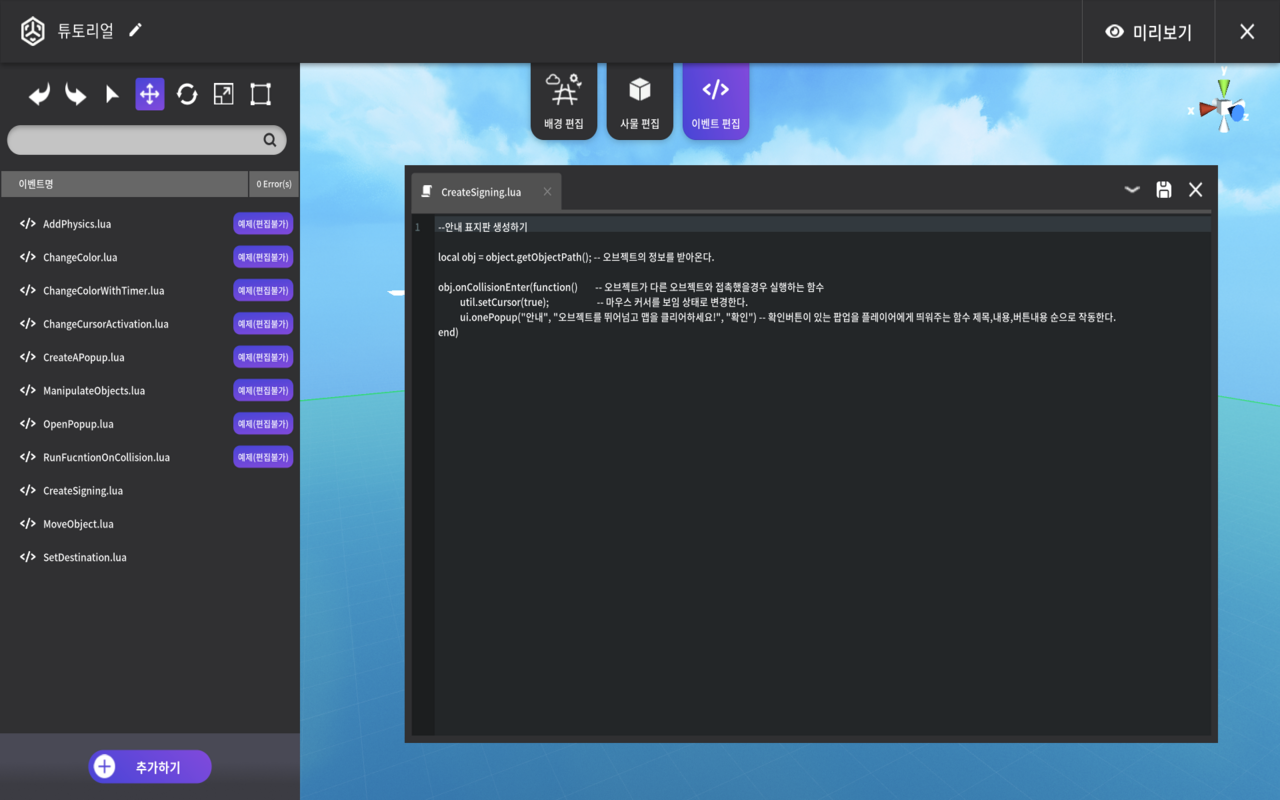 튜토리얼
미리보기
배경 편집
사물 편집
이벤트 편집
y
x
z
이벤트명
0 Error(s)
AddPhysics.lua
예제(편집불가)
ChangeColor.lua
예제(편집불가)
ChangeColorWithTimer.lua
예제(편집불가)
ChangeCursorActivation.lua
예제(편집불가)
CreateAPopup.lua
예제(편집불가)
ManipulateObjects.lua
예제(편집불가)
OpenPopup.lua
예제(편집불가)
RunFucntionOnCollision.lua
예제(편집불가)
CreateSigning.lua
MoveObject.lua
SetDestination.lua
추가하기
CreateSigning.lua
1
--안내 표지판 생성하기
local obj = object.getObjectPath(); -- 오브젝트의 정보를 받아온다.
obj.onCollisionEnter(function() -- 오브젝트가 다른 오브젝트와 접촉했을경우 실행하는 함수
util.setCursor(true); -- 마우스 커서를 보임 상태로 변경한다.
ui.onePopup("안내", "오브젝트를 뛰어넘고 맵을 클리어하세요!", "확인") -- 확인버튼이 있는 팝업을 플레이어에게 띄워주는 함수 제목,내용,버튼내용 순으로 작동한다.
end)